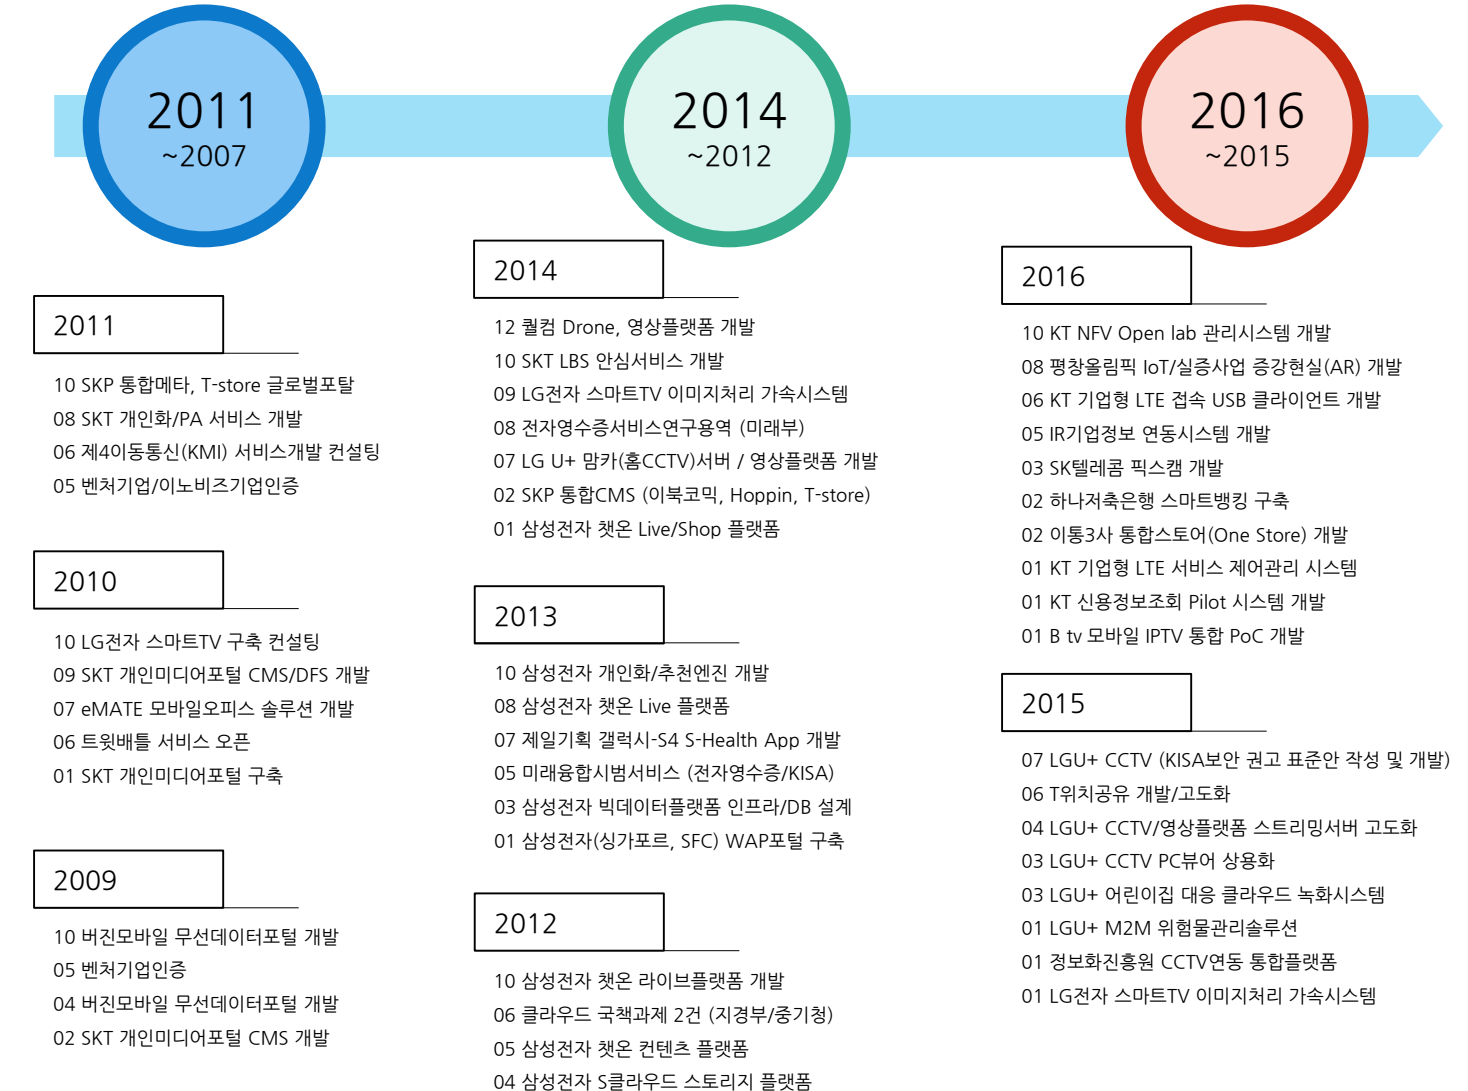 2011
~2007
2014
~2012
2016
~2015
2011
10 SKP 통합메타, T-store 글로벌포탈
08 SKT 개인화/PA 서비스 개발
06 제4이동통신(KMI) 서비스개발 컨설팅
05 벤처기업/이노비즈기업인증
2010
10 LG전자 스마트TV 구축 컨설팅
09 SKT 개인미디어포털 CMS/DFS 개발
07 eMATE 모바일오피스 솔루션 개발
06 트윗배틀 서비스 오픈
01 SKT 개인미디어포털 구축
2009
10 버진모바일 무선데이터포털 개발
05 벤처기업인증
04 버진모바일 무선데이터포털 개발
02 SKT 개인미디어포털 CMS 개발
2014
12 퀄컴 Drone, 영상플랫폼 개발
10 SKT LBS 안심서비스 개발
09 LG전자 스마트TV 이미지처리 가속시스템
08 전자영수증서비스연구용역 (미래부)
07 LG U+ 맘카(홈CCTV)서버 / 영상플랫폼 개발
02 SKP 통합CMS (이북코믹, Hoppin, T-store)
01 삼성전자 챗온 Live/Shop 플랫폼
2013
10 삼성전자 개인화/추천엔진 개발
08 삼성전자 챗온 Live 플랫폼
07 제일기획 갤럭시-S4 S-Health App 개발
05 미래융합시범서비스 (전자영수증/KISA)
03 삼성전자 빅데이터플랫폼 인프라/DB 설계
01 삼성전자(싱가포르, SFC) WAP포털 구축
2012
10 삼성전자 챗온 라이브플랫폼 개발
06 클라우드 국책과제 2건 (지경부/중기청)
05 삼성전자 챗온 컨텐츠 플랫폼
04 삼성전자 S클라우드 스토리지 플랫폼
2016
10 KT NFV Open lab 관리시스템 개발
08 평창올림픽 IoT/실증사업 증강현실(AR) 개발
06 KT 기업형 LTE 접속 USB 클라이언트 개발
05 IR기업정보 연동시스템 개발
03 SK텔레콤 픽스캠 개발
02 하나저축은행 스마트뱅킹 구축
02 이통3사 통합스토어(One Store) 개발
01 KT 기업형 LTE 서비스 제어관리 시스템
01 KT 신용정보조회 Pilot 시스템 개발
01 B tv 모바일 IPTV 통합 PoC 개발
2015
07 LGU+ CCTV (KISA보안 권고 표준안 작성 및 개발)
06 T위치공유 개발/고도화
04 LGU+ CCTV/영상플랫폼 스트리밍서버 고도화
03 LGU+ CCTV PC뷰어 상용화
03 LGU+ 어린이집 대응 클라우드 녹화시스템
01 LGU+ M2M 위험물관리솔루션
01 정보화진흥원 CCTV연동 통합플랫폼
01 LG전자 스마트TV 이미지처리 가속시스템